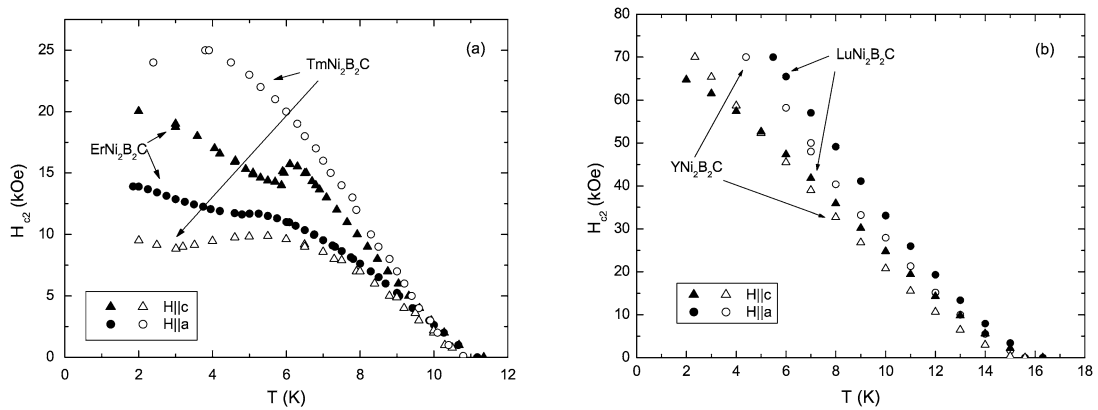 (a)
TmNi₂B₂C
ErNi₂B₂C
H||c
H||a
25
20
15
10
5
0
H_c2 (kOe)
0 2 4 6 8 10 12
T (K)
(b)
LuNi₂B₂C
YNi₂B₂C
H||c
H||a
80
70
60
50
40
30
20
10
0
H_c2 (kOe)
0 2 4 6 8 10 12 14 16 18
T (K)